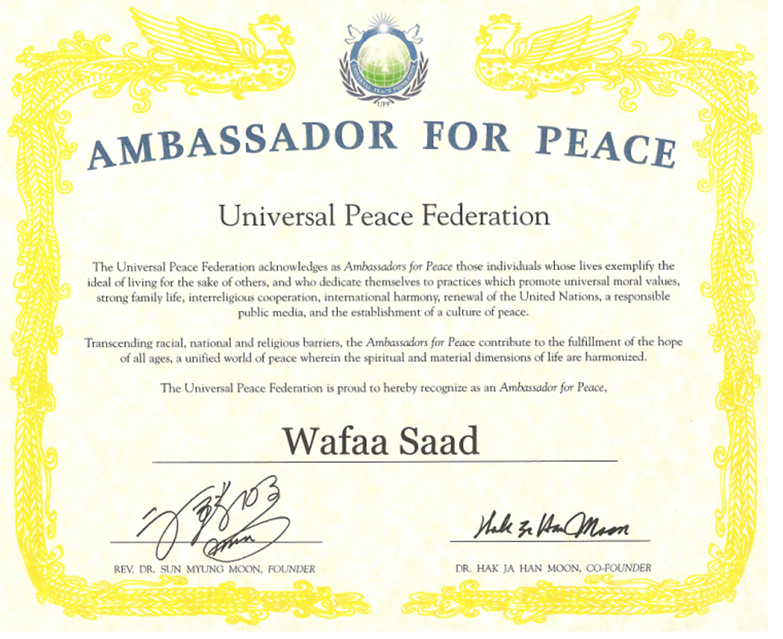 UNIVERSAL PEACE FEDERATION
UPF
AMBASSADOR FOR PEACE
Universal Peace Federation
The Universal Peace Federation acknowledges as Ambassadors for Peace those individuals whose lives exemplify the
ideal of living for the sake of others, and who dedicate themselves to practices which promote universal moral values,
strong family life, interreligious cooperation, international harmony, renewal of the United Nations, a responsible
public media, and the establishment of a culture of peace.
Transcending racial, national and religious barriers, the Ambassadors for Peace contribute to the fulfillment of the hope
of all ages, a unified world of peace wherein the spiritual and material dimensions of life are harmonized.
The Universal Peace Federation is proud to hereby recognize as an Ambassador for Peace,
Wafaa Saad
Hak Ja Han Moon
REV. DR. SUN MYUNG MOON, FOUNDER
DR. HAK JA HAN MOON, CO-FOUNDER